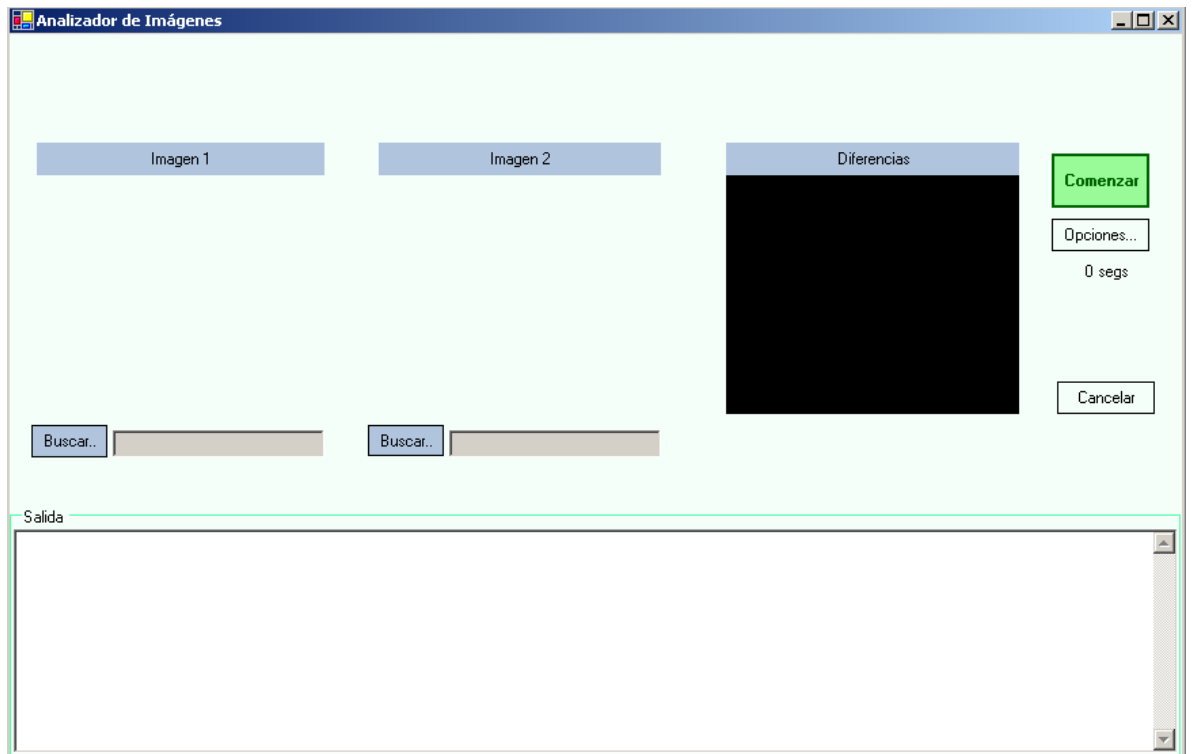 Analizador de Imágenes
Imagen 1
Imagen 2
Diferencias
Comenzar
Opciones...
0 segs
Cancelar
Buscar..
Buscar..
Salida